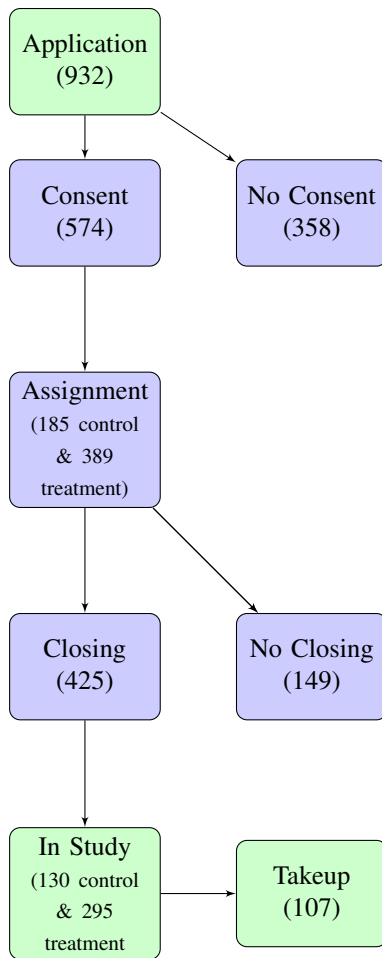 Application
(932)
Consent
(574)
No Consent
(358)
Assignment
(185 control
& 389
treatment)
Closing
(425)
No Closing
(149)
In Study
(130 control
& 295
treatment
Takeup
(107)